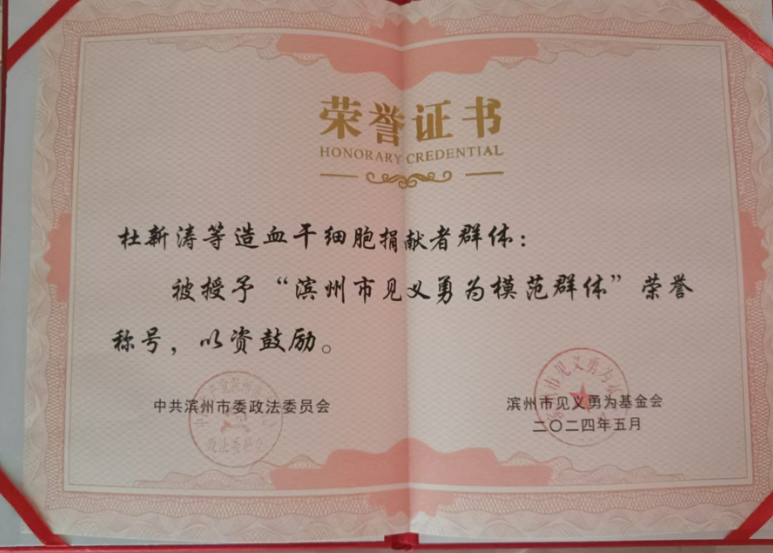 荣誉证书
HONORARY CREDENTIAL
杜新涛等造血干细胞捐献者群体：
被授予“滨州市见义勇为模范群体”荣誉
称号，以资鼓励。
中共滨州市委政法委员会
滨州市见义勇为基金会
二〇二四年五月